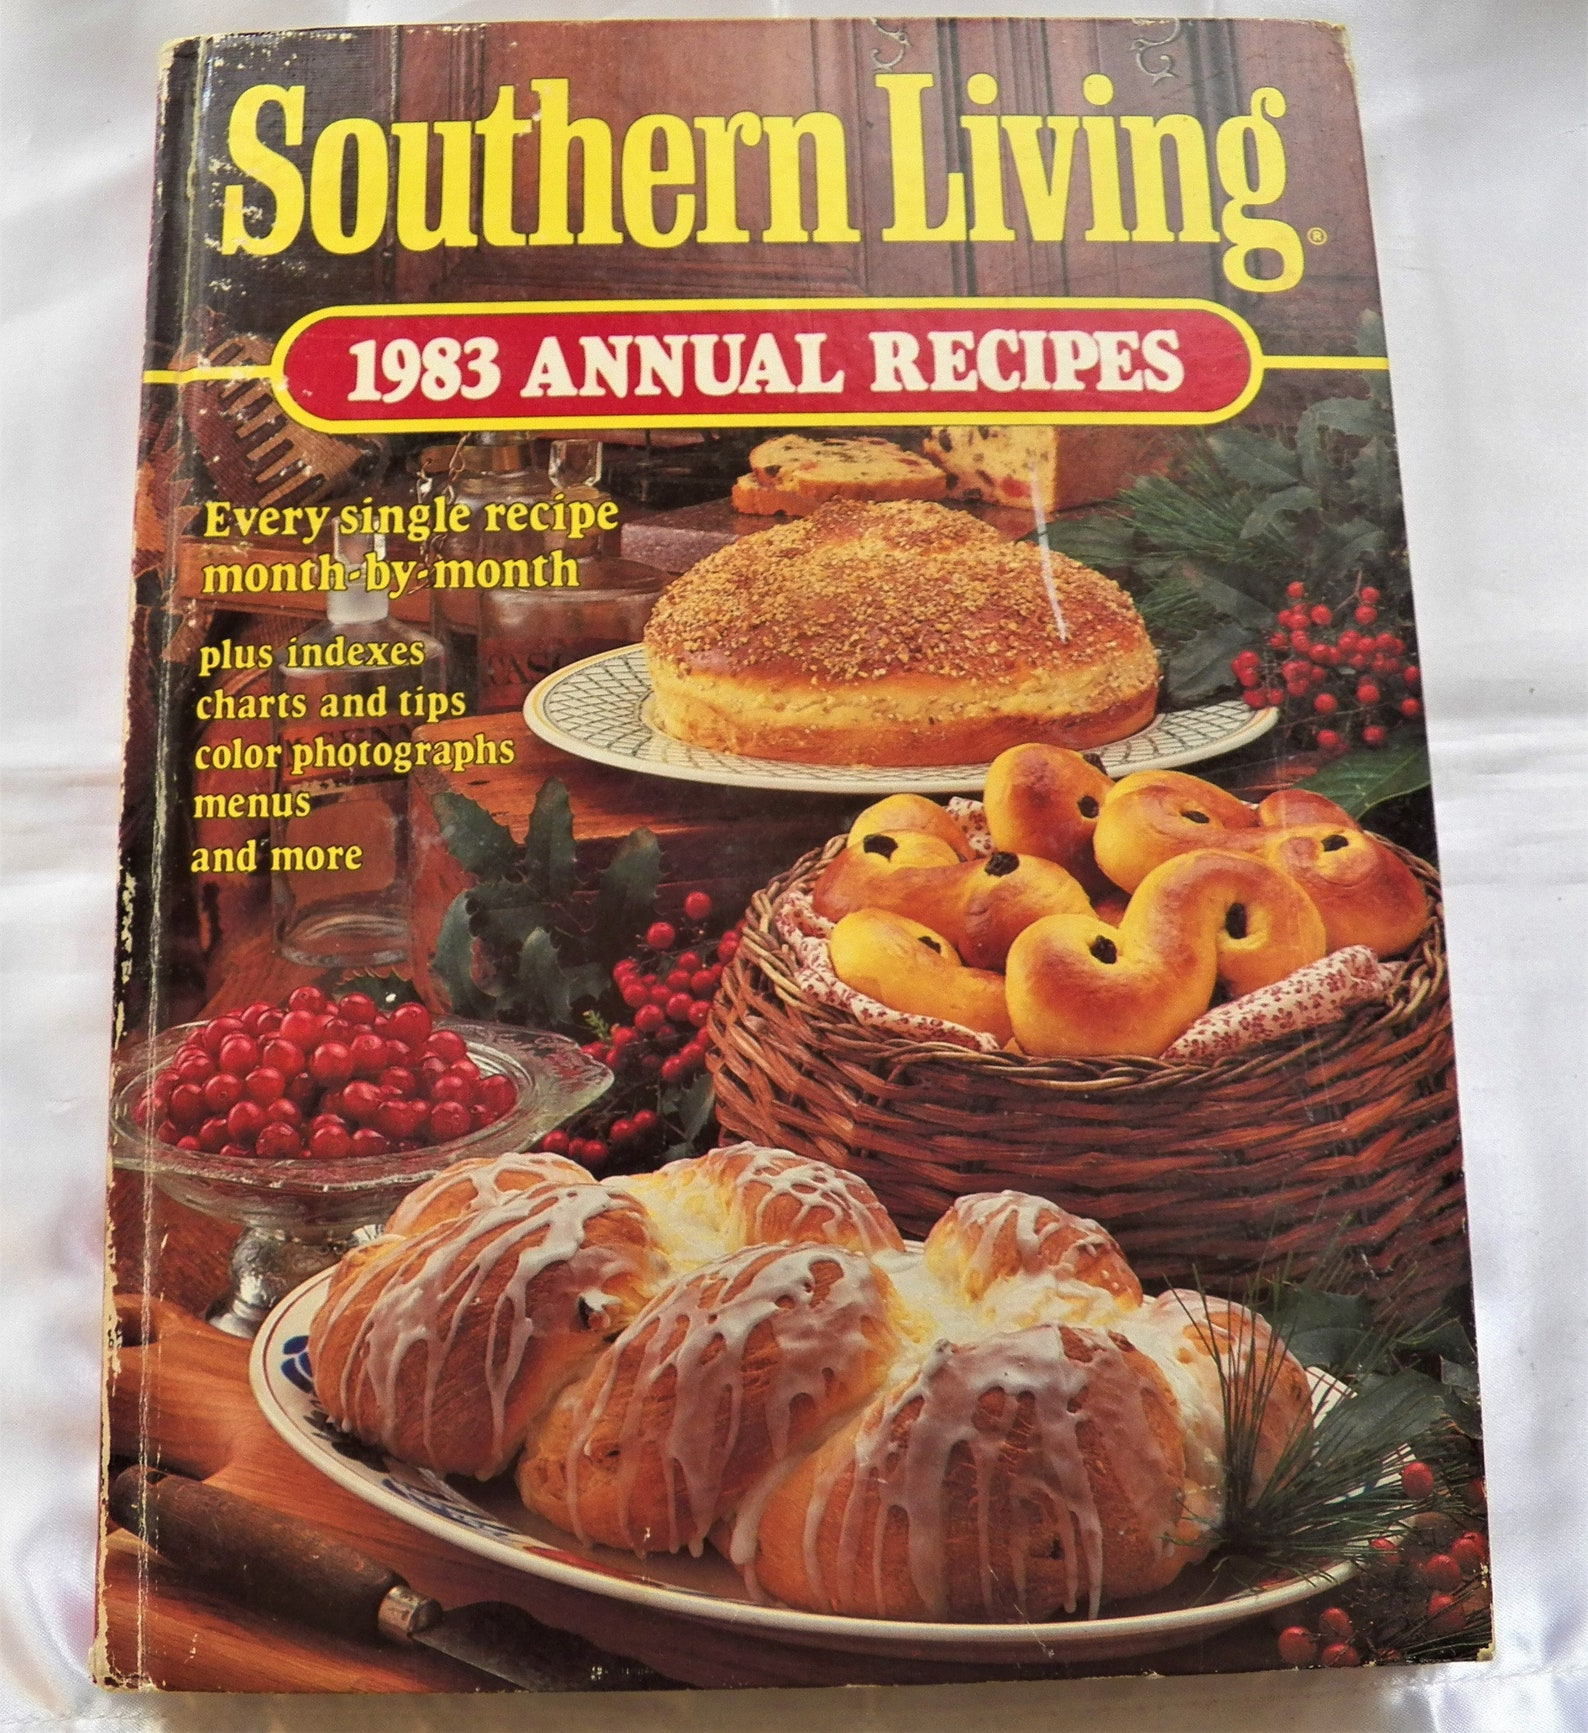 Southern Living®
1983 ANNUAL RECIPES
Every single recipe
month-by-month
plus indexes
charts and tips
color photographs
menus
and more